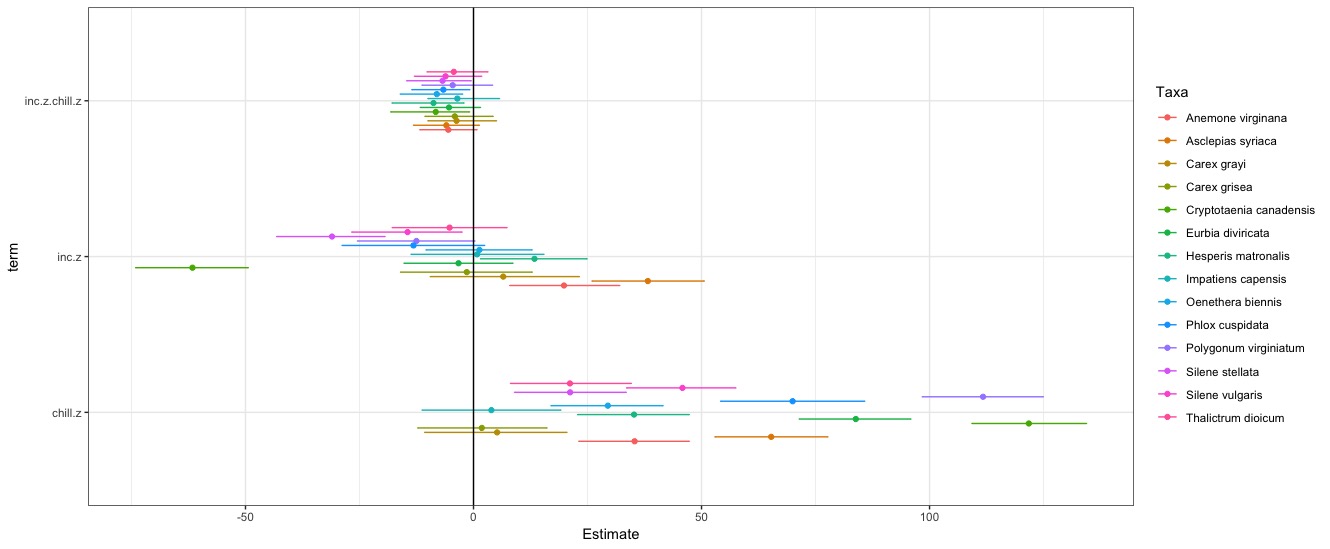 inc.z.chill.z
inc.z
chill.z
term
-50
0
50
100
Estimate
Taxa
Anemone virginana
Asclepias syriaca
Carex grayi
Carex grisea
Cryptotaenia canadensis
Eurbia diviricata
Hesperis matronalis
Impatiens capensis
Oenethera biennis
Phlox cuspidata
Polygonum virginiatum
Silene stellata
Silene vulgaris
Thalictrum dioicum